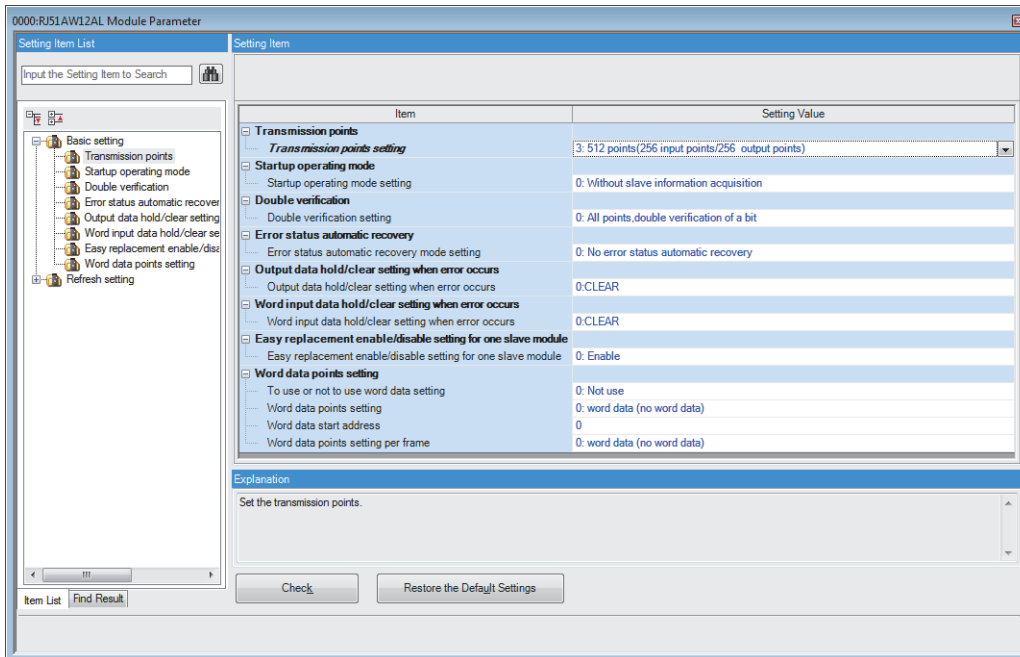 0000:RJ51AW12AL Module Parameter
Setting Item List
Input the Setting Item to Search
Basic setting
Transmission points
Startup operating mode
Double verification
Error status automatic recover
Output data hold/clear setting
Word input data hold/clear se
Easy replacement enable/disa
Word data points setting
Refresh setting
Item List
Find Result
Setting Item
Item Setting Value
Transmission points
Transmission points setting 3: 512 points(256 input points/256 output points)
Startup operating mode
Startup operating mode setting 0: Without slave information acquisition
Double verification
Double verification setting 0: All points,double verification of a bit
Error status automatic recovery
Error status automatic recovery mode setting 0: No error status automatic recovery
Output data hold/clear setting when error occurs
Output data hold/clear setting when error occurs 0:CLEAR
Word input data hold/clear setting when error occurs
Word input data hold/clear setting when error occurs 0:CLEAR
Easy replacement enable/disable setting for one slave module
Easy replacement enable/disable setting for one slave module 0: Enable
Word data points setting
To use or not to use word data setting 0: Not use
Word data points setting 0: word data (no word data)
Word data start address 0
Word data points setting per frame 0: word data (no word data)
Explanation
Set the transmission points.
Check
Restore the Default Settings